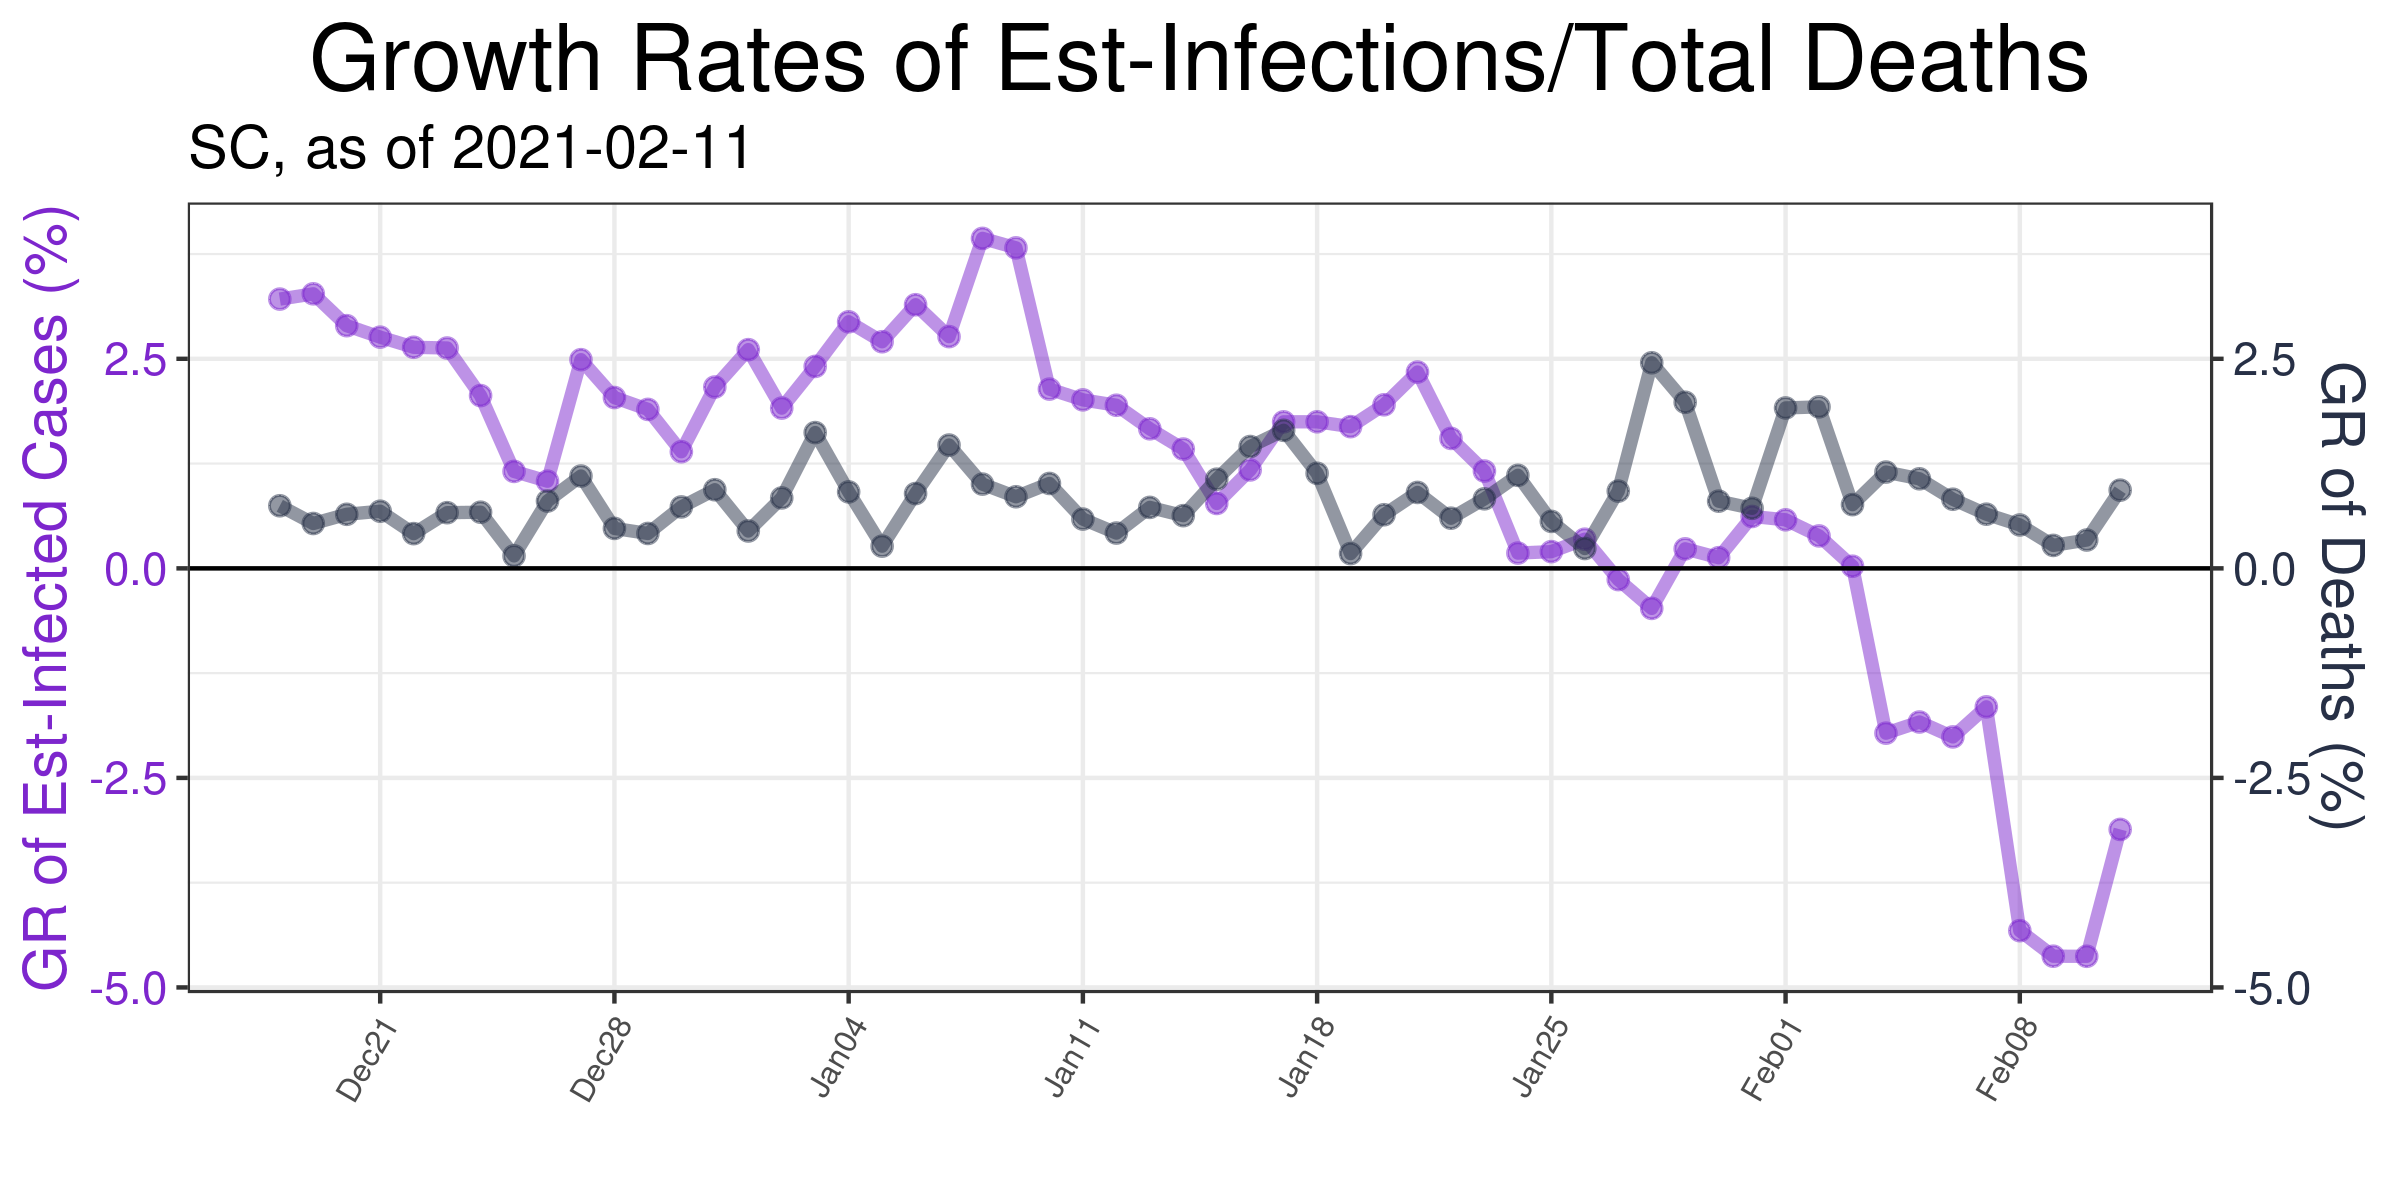 Growth Rates of Est-Infections/Total Deaths
SC, as of 2021-02-11
GR of Est-Infected Cases (%)
2.5
0.0
-2.5
-5.0
2.5
0.0
-2.5
-5.0
GR of Deaths (%)
Dec21
Dec28
Jan04
Jan11
Jan18
Jan25
Feb01
Feb08